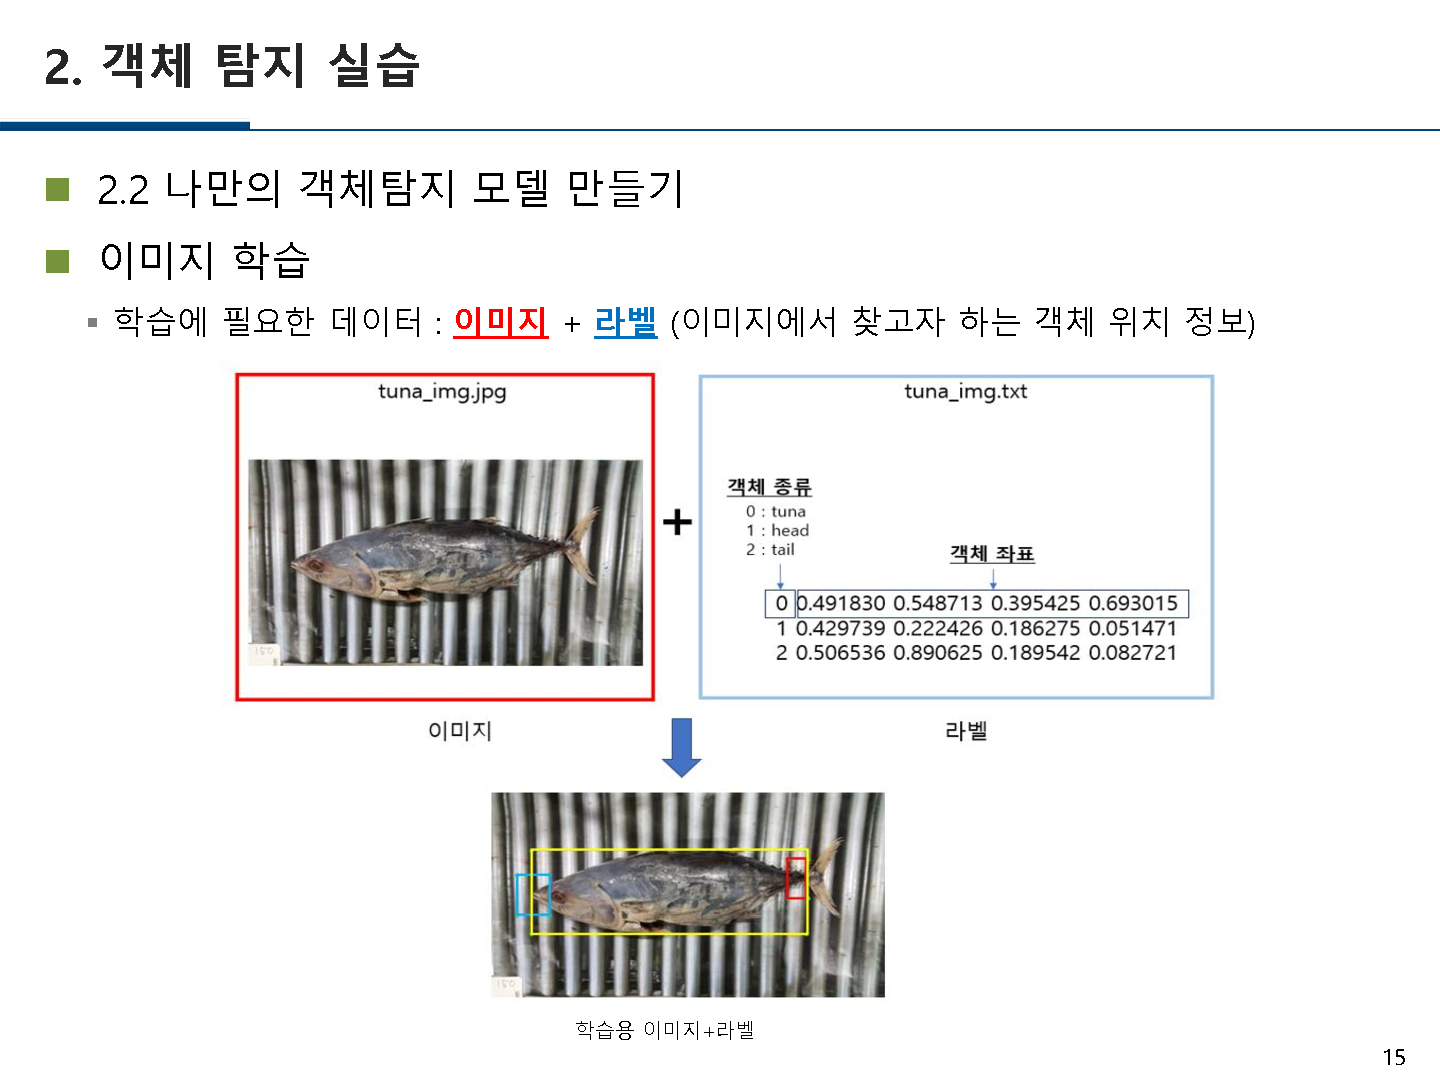 2. 객체 탐지 실습
2.2 나만의 객체탐지 모델 만들기
이미지 학습
학습에 필요한 데이터 : 이미지 + 라벨 (이미지에서 찾고자 하는 객체 위치 정보)
tuna_img.jpg
150
이미지
+
tuna_img.txt
객체 종류
0 : tuna
1 : head
2 : tail
객체 좌표
0 0.491830 0.548713 0.395425 0.693015
1 0.429739 0.222426 0.186275 0.051471
2 0.506536 0.890625 0.189542 0.082721
라벨
150
학습용 이미지+라벨
15